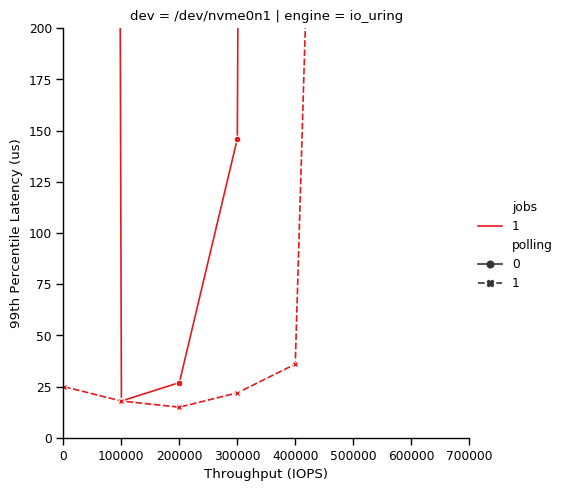 dev = /dev/nvme0n1 | engine = io_uring
200
175
150
125
100
75
50
25
0
99th Percentile Latency (us)
0 100000 200000 300000 400000 500000 600000 700000
Throughput (IOPS)
jobs
1
polling
0
1